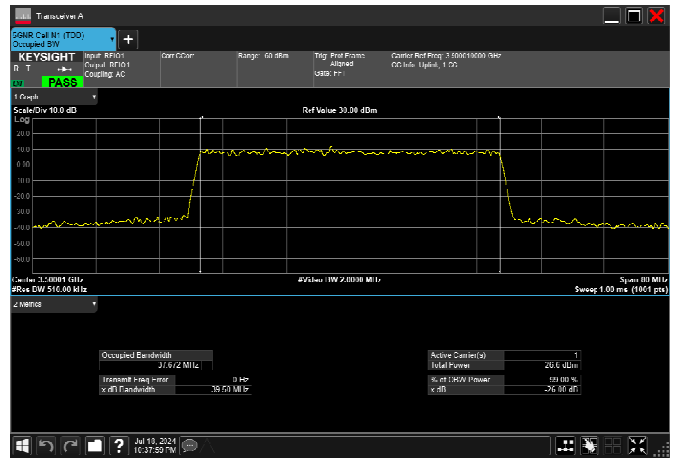 Transceiver A
5GNR Cell N1 (TDD)
Occupied BW
KEYSIGHT
R T
PASS
Input: RFIO1
Output: RFIO1
Coupling: AC
Corr CCorr
Range: 60 dBm
Trig: Prot Frame
Aligned
Gate: FFT
Carrier Ref Freq: 3.500010000 GHz
CC Info: Uplink, 1 CC
1 Graph
Scale/Div 10.0 dB
Ref Value 30.00 dBm
Log
20.0
10.0
0.00
-10.0
-20.0
-30.0
-40.0
-50.0
-60.0
Center 3.50001 GHz
#Video BW 2.0000 MHz
Span 80 MHz
#Res BW 510.00 kHz
Sweep 1.00 ms (1001 pts)
2 Metrics
Occupied Bandwidth
37.672 MHz
Transmit Freq Error 0 Hz
x dB Bandwidth 39.50 MHz
Active Carrier(s) 1
Total Power 26.6 dBm
% of OBW Power 99.00 %
x dB -26.00 dB
Jul 18, 2024
10:37:59 PM